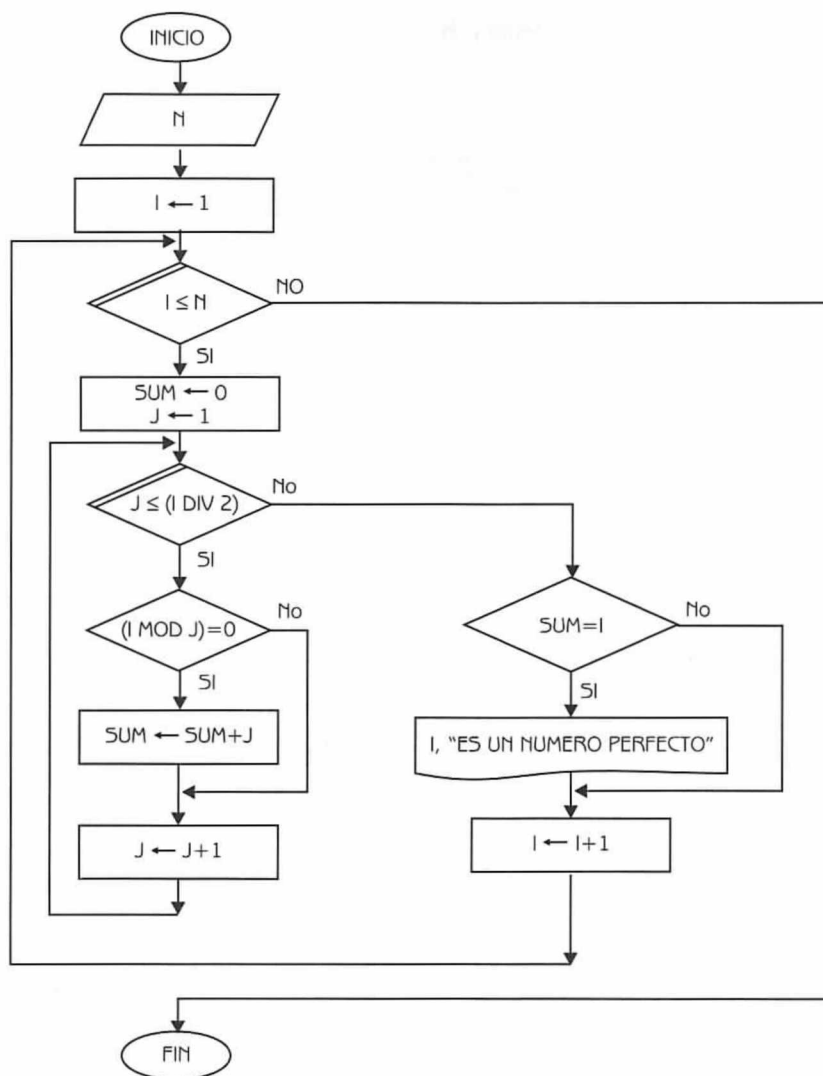 INICIO
N
I ← 1
I ≤ N
NO
SI
SUM ← 0
J ← 1
J ≤ (I DIV 2)
No
SI
(I MOD J)=0
No
SI
SUM=I
No
SI
SUM ← SUM+J
I, "ES UN NUMERO PERFECTO"
J ← J+1
I ← I+1
FIN